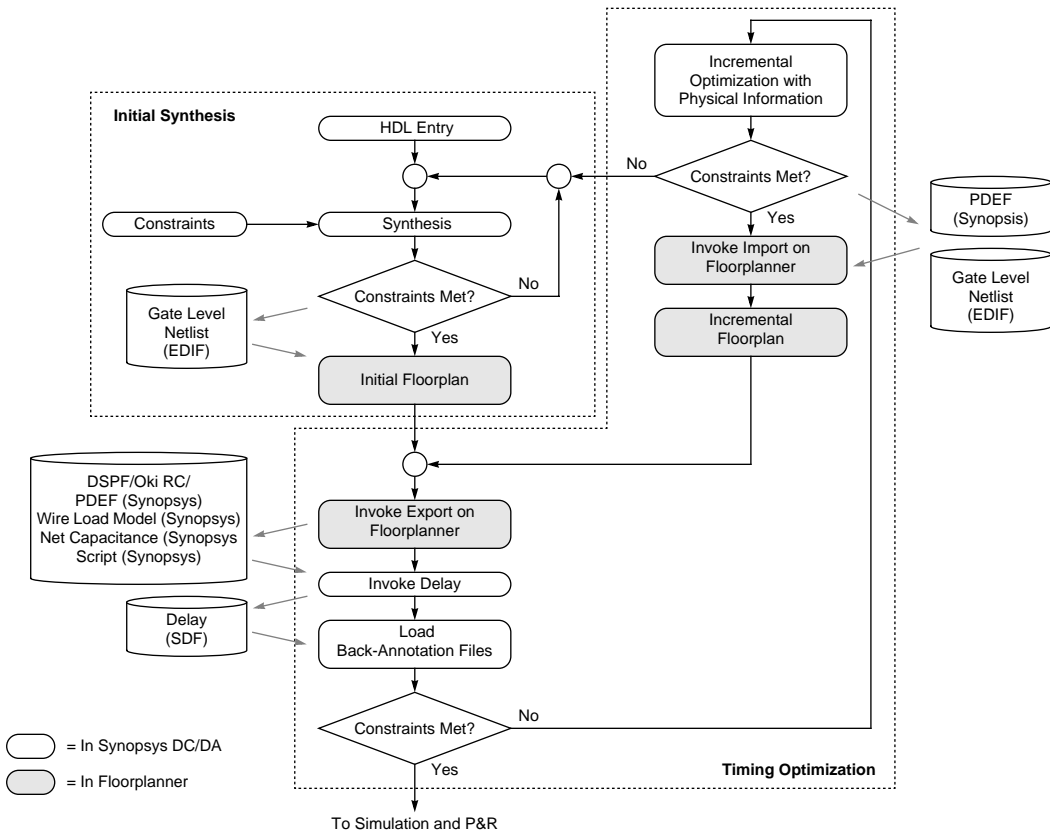 Initial Synthesis
HDL Entry
Constraints
Synthesis
Constraints Met?
No
Yes
Gate Level
Netlist
(EDIF)
Initial Floorplan
Incremental
Optimization with
Physical Information
Constraints Met?
No
Yes
PDEF
(Synopsis)
Invoke Import on
Floorplanner
Gate Level
Netlist
(EDIF)
Incremental
Floorplan
DSPF/Oki RC/
PDEF (Synopsys)
Wire Load Model (Synopsys)
Net Capacitance (Synopsys
Script (Synopsys)
Invoke Export on
Floorplanner
Invoke Delay
Delay
(SDF)
Load
Back-Annotation Files
Constraints Met?
No
Yes
Timing Optimization
= In Synopsys DC/DA
= In Floorplanner
To Simulation and P&R